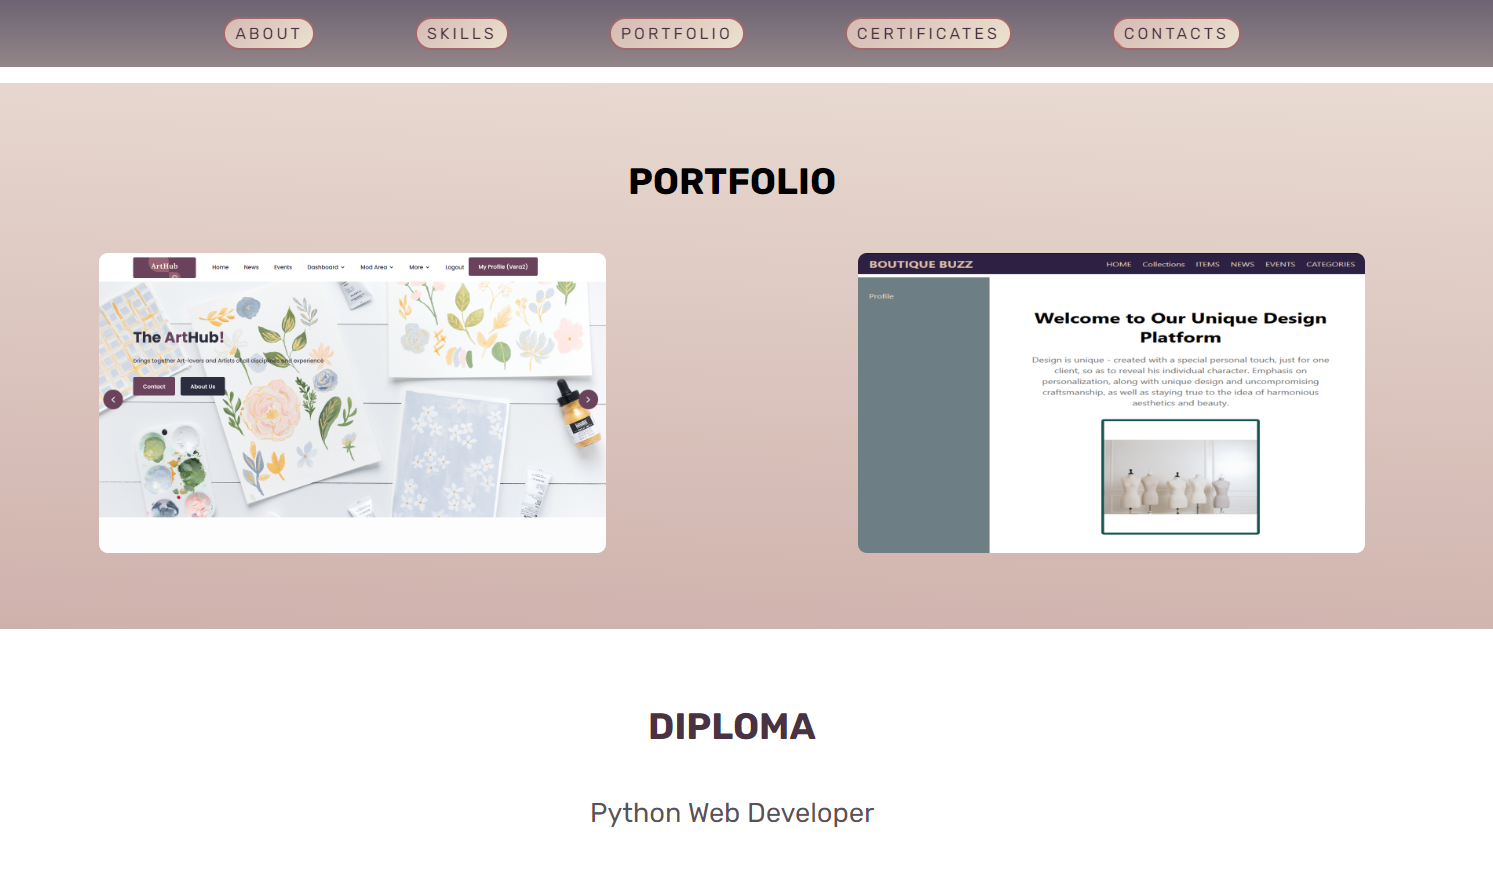 ABOUT SKILLS PORTFOLIO CERTIFICATES CONTACTS
PORTFOLIO
ArtHub Home News Events Dashboard Mod Area More Logout My Profile (Vera2)
The ArtHub!
brings together Art-lovers and Artists of all disciplines and experience
Contact About Us
BOUTIQUE BUZZ HOME Collections ITEMS NEWS EVENTS CATEGORIES
Profile
Welcome to Our Unique Design
Platform
Design is unique - created with a special personal touch, just for one
client, so as to reveal his individual character. Emphasis on
personalization, along with unique design and uncompromising
craftsmanship, as well as staying true to the idea of harmonious
aesthetics and beauty.
DIPLOMA
Python Web Developer